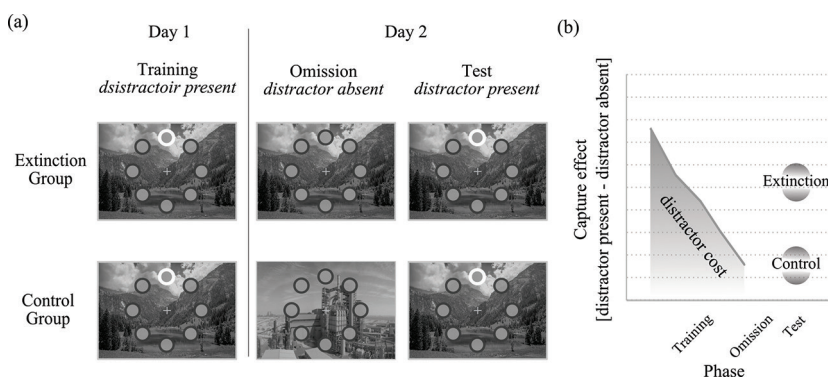 (a)
Day 1
Day 2
Training
dsistractoir present
Omission
distractor absent
Test
distractor present
Extinction
Group
Control
Group
(b)
Capture effect
[distractor present - distractor absent]
distractor cost
Extinction
Control
Training
Omission
Test
Phase